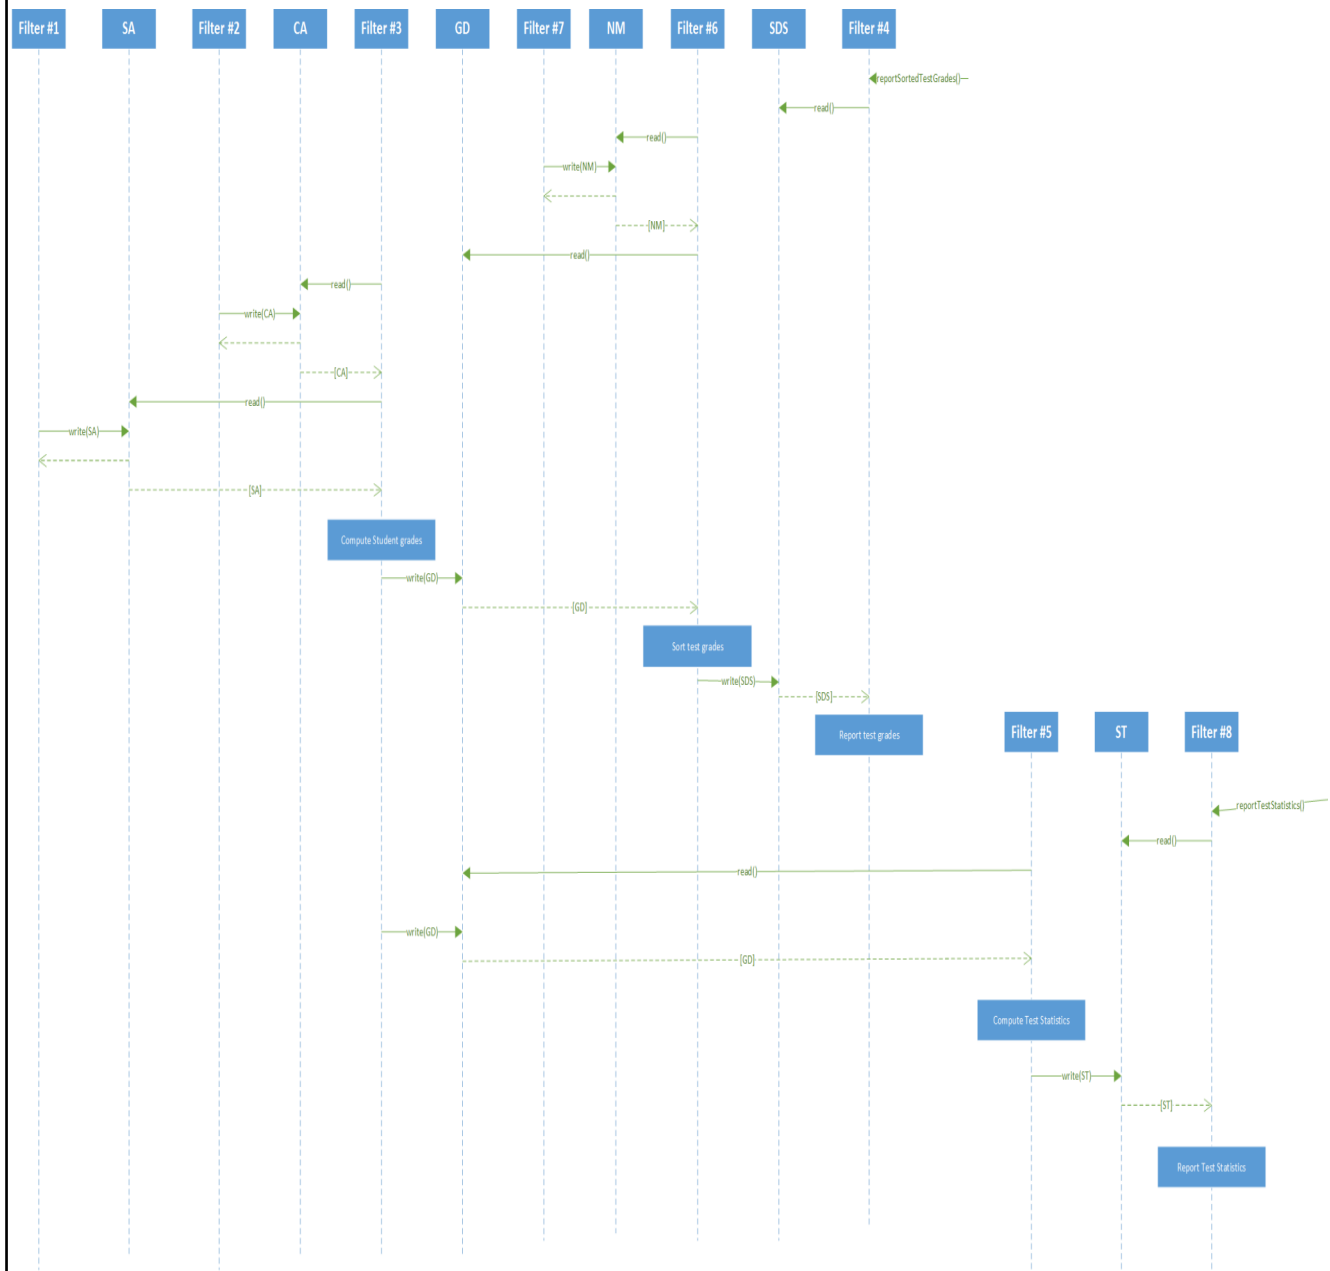 Filter #1 SA Filter #2 CA Filter #3 GD Filter #7 NM Filter #6 SDS Filter #4
reportSortedTestGrades()
read()
read()
write(NM)
[NM]
read()
read()
write(CA)
[CA]
read()
write(SA)
[SA]
Compute Student grades
write(GD)
[GD]
Sort test grades
write(SDS)
[SDS]
Filter #5 ST Filter #8
Report test grades
reportTestStatistics()
read()
read()
write(GD)
[GD]
Compute Test Statistics
write(ST)
[ST]
Report Test Statistics